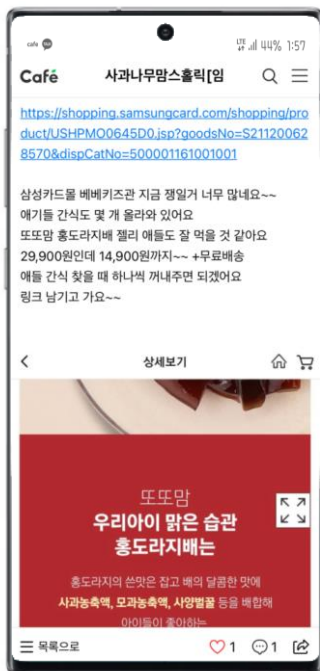 cafe
LTE 44% 1:57
Café 사과나무맘스홀릭[임
https://shopping.samsungcard.com/shopping/pro
duct/USHPMO0645D0.jsp?goodsNo=S21120062
8570&dispCatNo=500001161001001
삼성카드몰 베베키즈관 지금 쟁일거 너무 많네요~~
애기들 간식도 몇 개 올라와 있어요
또또맘 홍도라지배 젤리 애들도 잘 먹을 것 같아요
29,900원인데 14,900원까지~~ +무료배송
애들 간식 찾을 때 하나씩 꺼내주면 되겠어요
링크 남기고 가요~~
상세보기
또또맘
우리아이 맑은 습관
홍도라지배는
홍도라지의 쓴맛은 잡고 배의 달콤한 맛에
사과농축액, 모과농축액, 사양벌꿀 등을 배합해
아이들이 좋아하는
목록으로 1 1